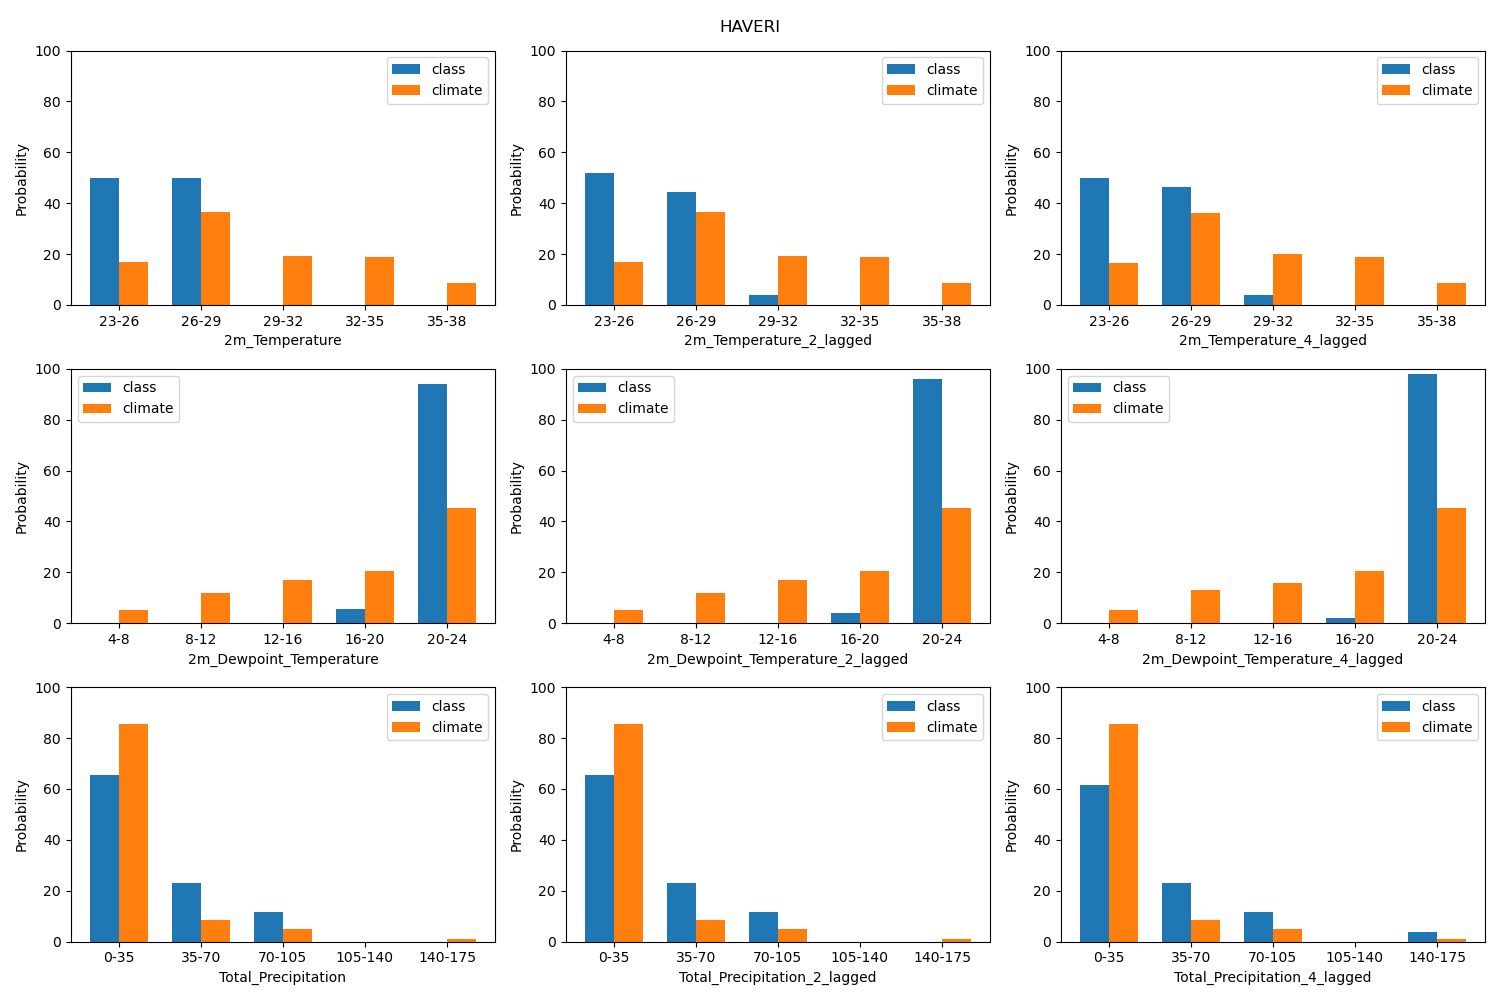 HAVERI
100
80
60
40
20
0
Probability
class
climate
23-26 26-29 29-32 32-35 35-38
2m_Temperature
100
80
60
40
20
0
Probability
class
climate
23-26 26-29 29-32 32-35 35-38
2m_Temperature_2_lagged
100
80
60
40
20
0
Probability
class
climate
23-26 26-29 29-32 32-35 35-38
2m_Temperature_4_lagged
100
80
60
40
20
0
Probability
class
climate
4-8 8-12 12-16 16-20 20-24
2m_Dewpoint_Temperature
100
80
60
40
20
0
Probability
class
climate
4-8 8-12 12-16 16-20 20-24
2m_Dewpoint_Temperature_2_lagged
100
80
60
40
20
0
Probability
class
climate
4-8 8-12 12-16 16-20 20-24
2m_Dewpoint_Temperature_4_lagged
100
80
60
40
20
0
Probability
class
climate
0-35 35-70 70-105 105-140 140-175
Total_Precipitation
100
80
60
40
20
0
Probability
class
climate
0-35 35-70 70-105 105-140 140-175
Total_Precipitation_2_lagged
100
80
60
40
20
0
Probability
class
climate
0-35 35-70 70-105 105-140 140-175
Total_Precipitation_4_lagged